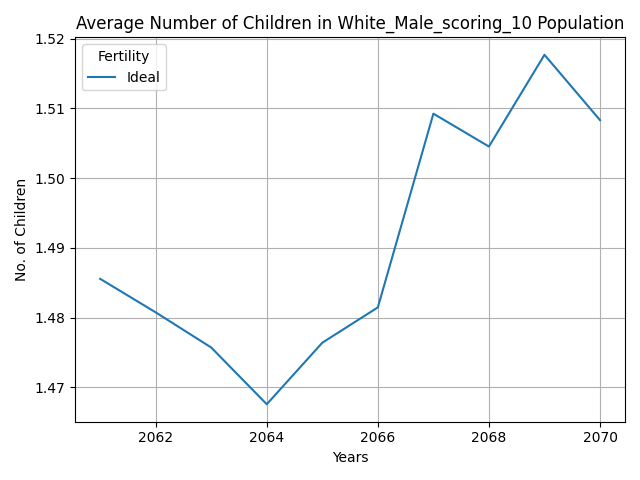 Average Number of Children in White_Male_scoring_10 Population
1.52
Fertility
Ideal
1.51
1.50
1.49
1.48
1.47
No. of Children
2062 2064 2066 2068 2070
Years